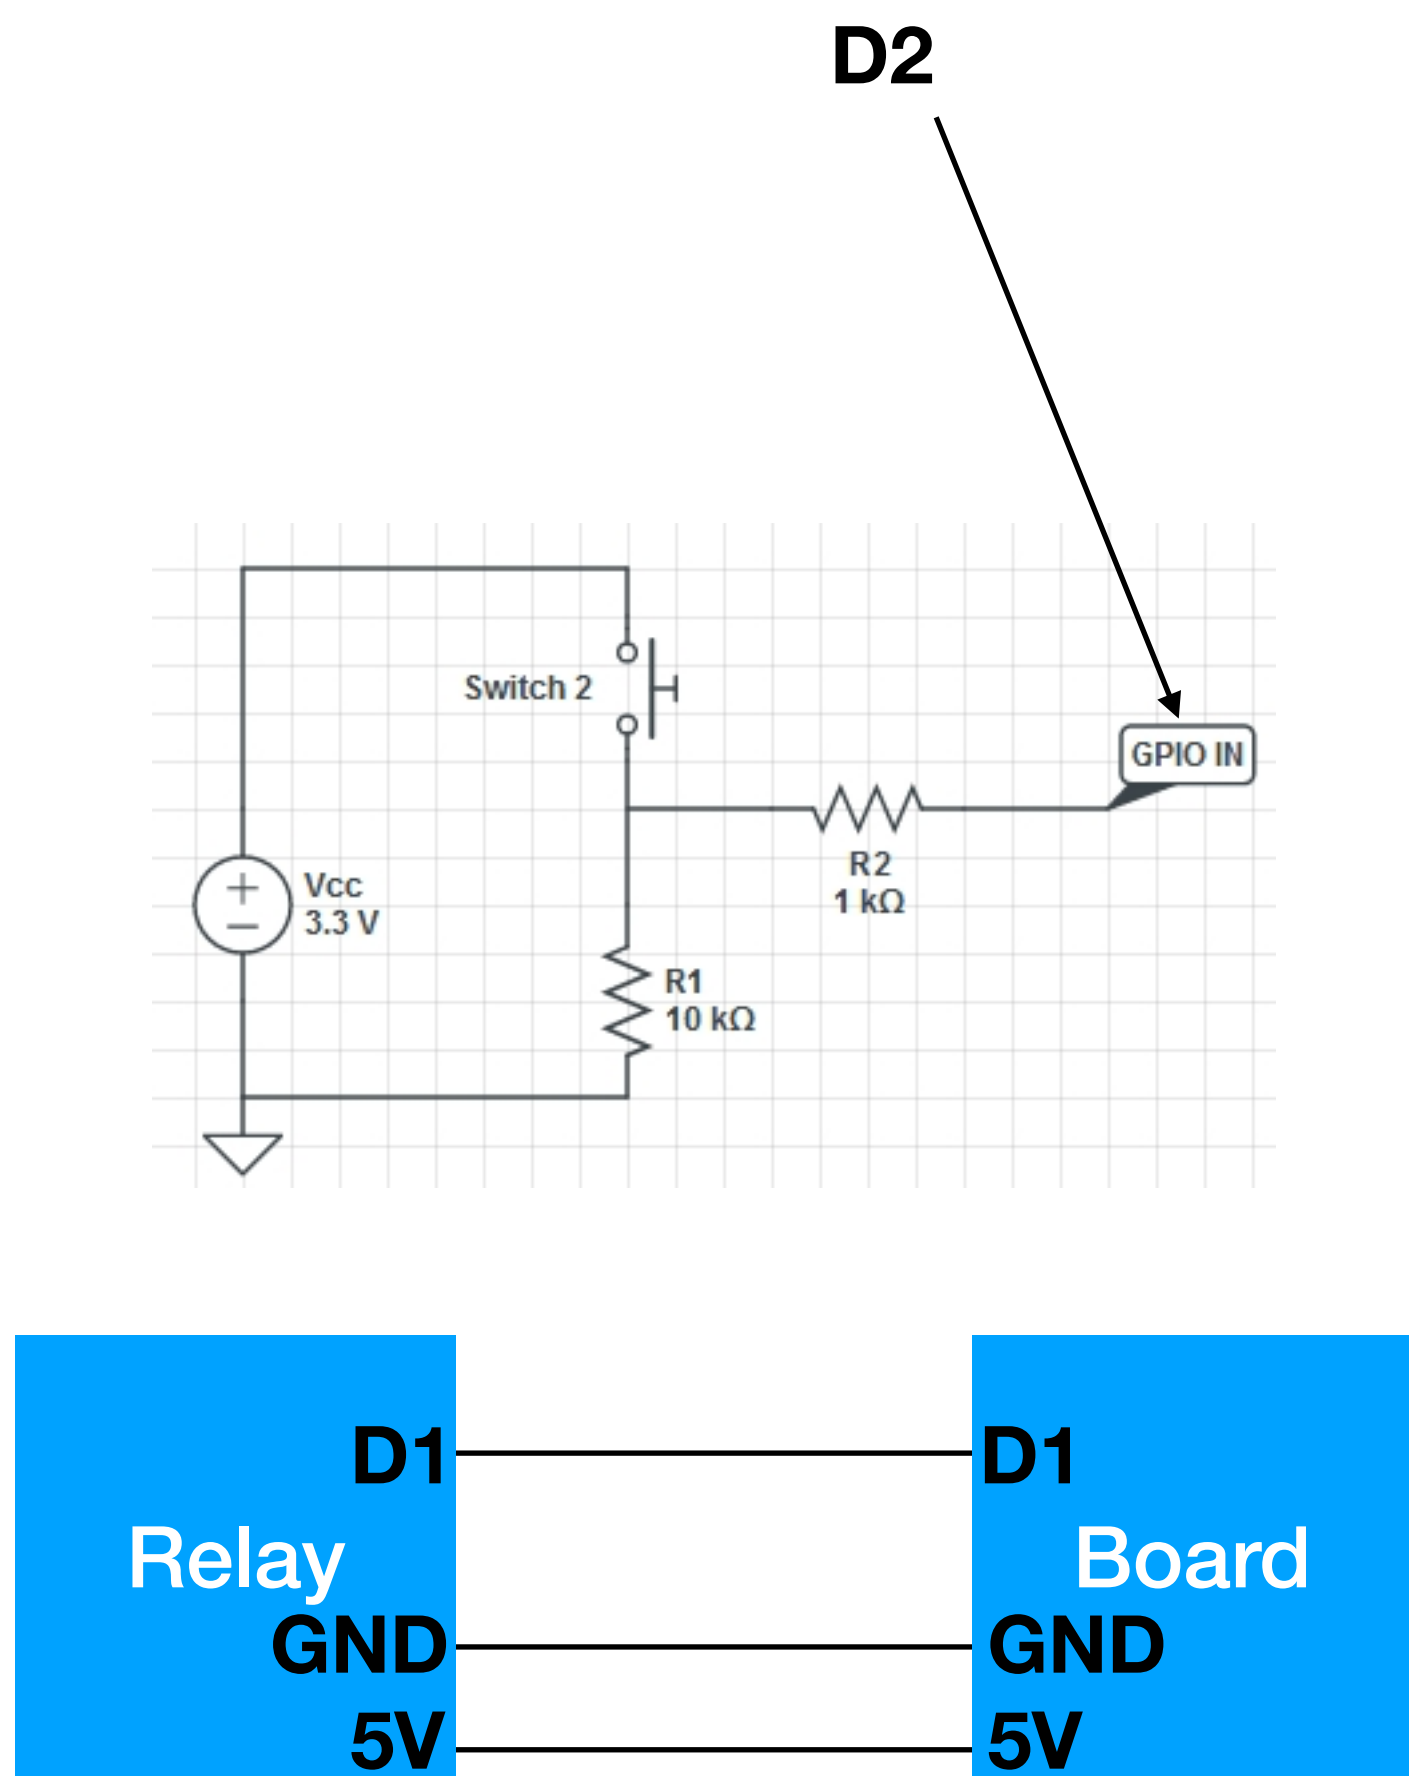 D2
Switch 2
GPIO IN
R2
1 kΩ
Vcc
3.3 V
R1
10 kΩ
D1
Relay
GND
5V
D1
Board
GND
5V